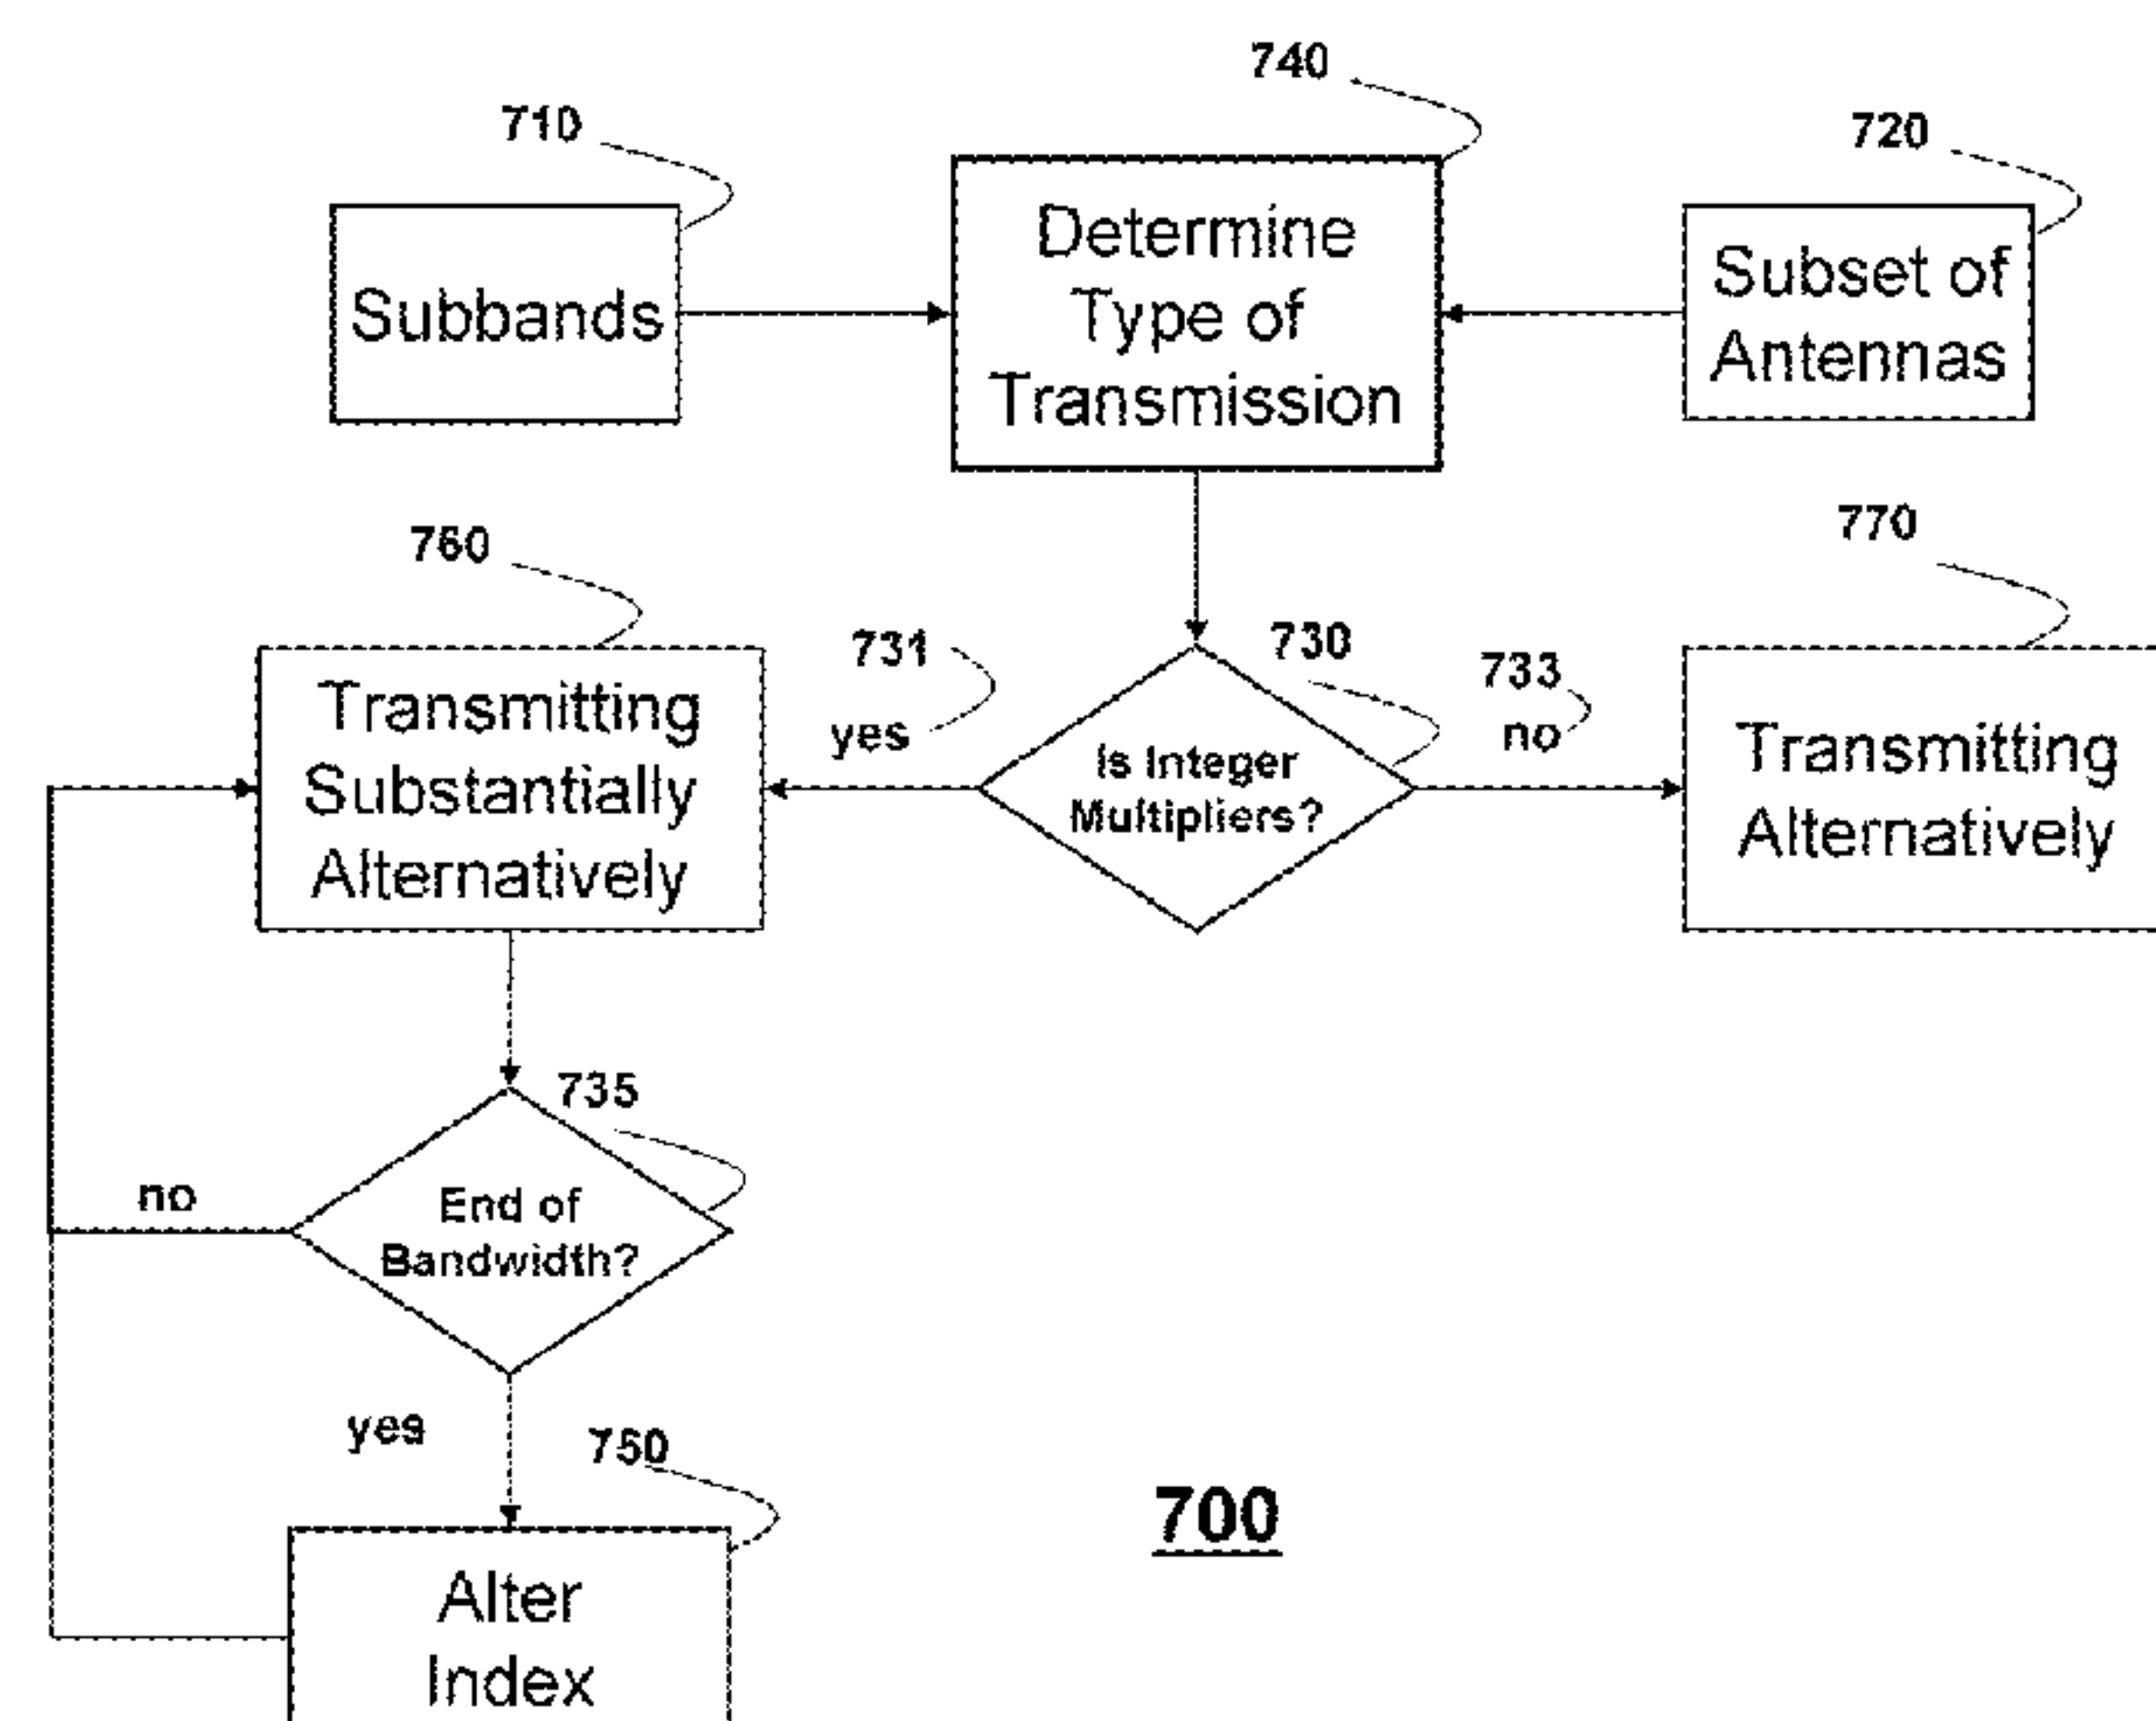 740
710
720
Subbands
Determine
Type of
Transmission
Subset of
Antennas
760
770
731
yes
730
733
no
Transmitting
Substantially
Alternatively
Is Integer
Multipliers?
Transmitting
Alternatively
735
no
End of
Bandwidth?
yes
750
700
Alter
Index